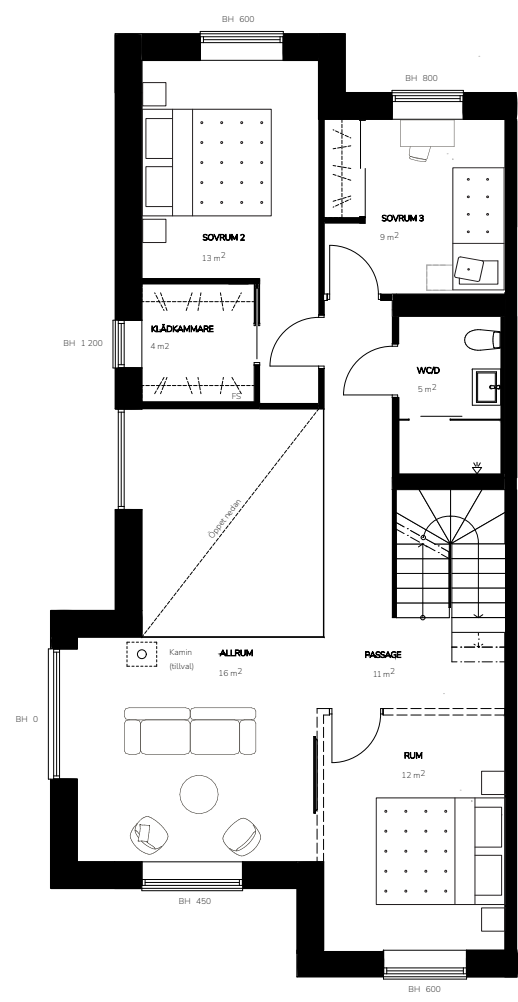 BH 600
BH 800
SOVRUM 3
9 m2
SOVRUM 2
13 m2
KLÄDKAMMARE
4 m2
BH 1 200
FS
WC/D
5 m2
Öppet nedan
Kamin
(tillval)
ALLRUM
16 m2
PASSAGE
11 m2
BH 0
RUM
12 m2
BH 450
BH 600